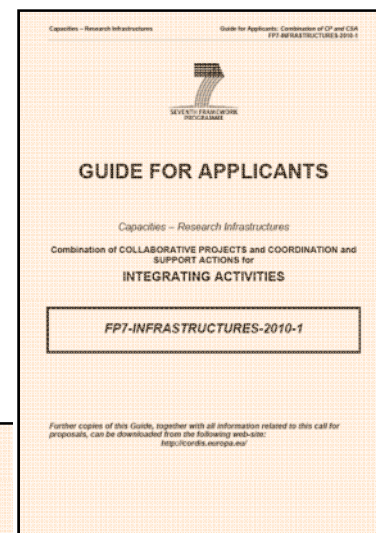 Capacities – Research Infrastructures
Guide for Applicants: Combination of CP and CSA
FP7-INFRASTRUCTURES-2010-1
SEVENTH FRAMEWORK
PROGRAMME
GUIDE FOR APPLICANTS
Capacities – Research Infrastructures
Combination of COLLABORATIVE PROJECTS and COORDINATION and
SUPPORT ACTIONS for
INTEGRATING ACTIVITIES
FP7-INFRASTRUCTURES-2010-1
Further copies of this Guide, together with all information related to this call for
proposals, can be downloaded from the following web-site:
http://cordis.europa.eu/